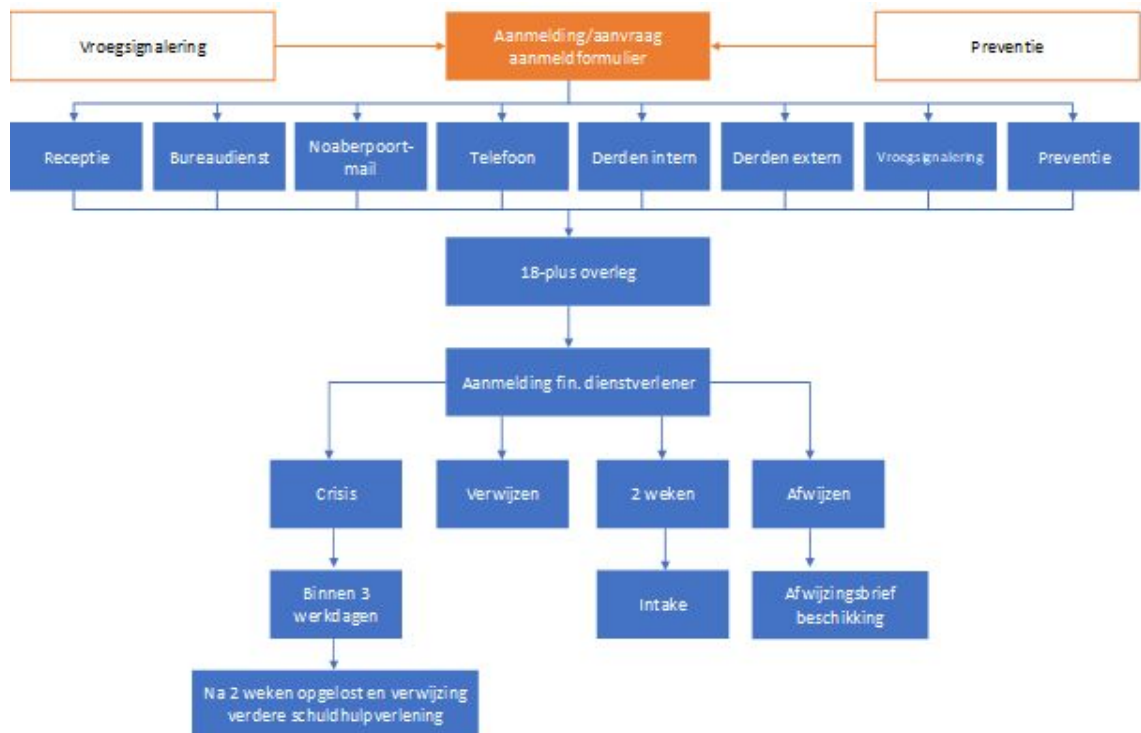 Vroegsignalering
Aanmelding/aanvraag
aanmeldformulier
Preventie
Receptie
Bureaudienst
Noaberpoort-
mail
Telefoon
Derden intern
Derden extern
Vroegsignalering
Preventie
18-plus overleg
Aanmelding fin. dienstverlener
Crisis
Verwijzen
2 weken
Afwijzen
Binnen 3
werkdagen
Intake
Afwijzingsbrief
beschikking
Na 2 weken opgelost en verwijzing
verdere schuldhulpverlening